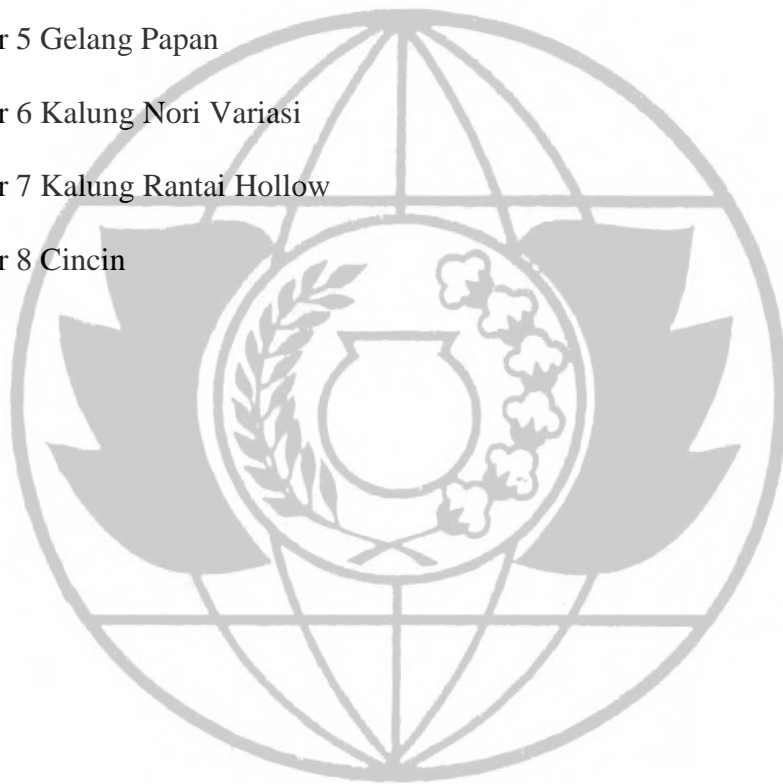 r 5 Gelang Papan
r 6 Kalung Nori Variasi
r 7 Kalung Rantai Hollow
r 8 Cincin